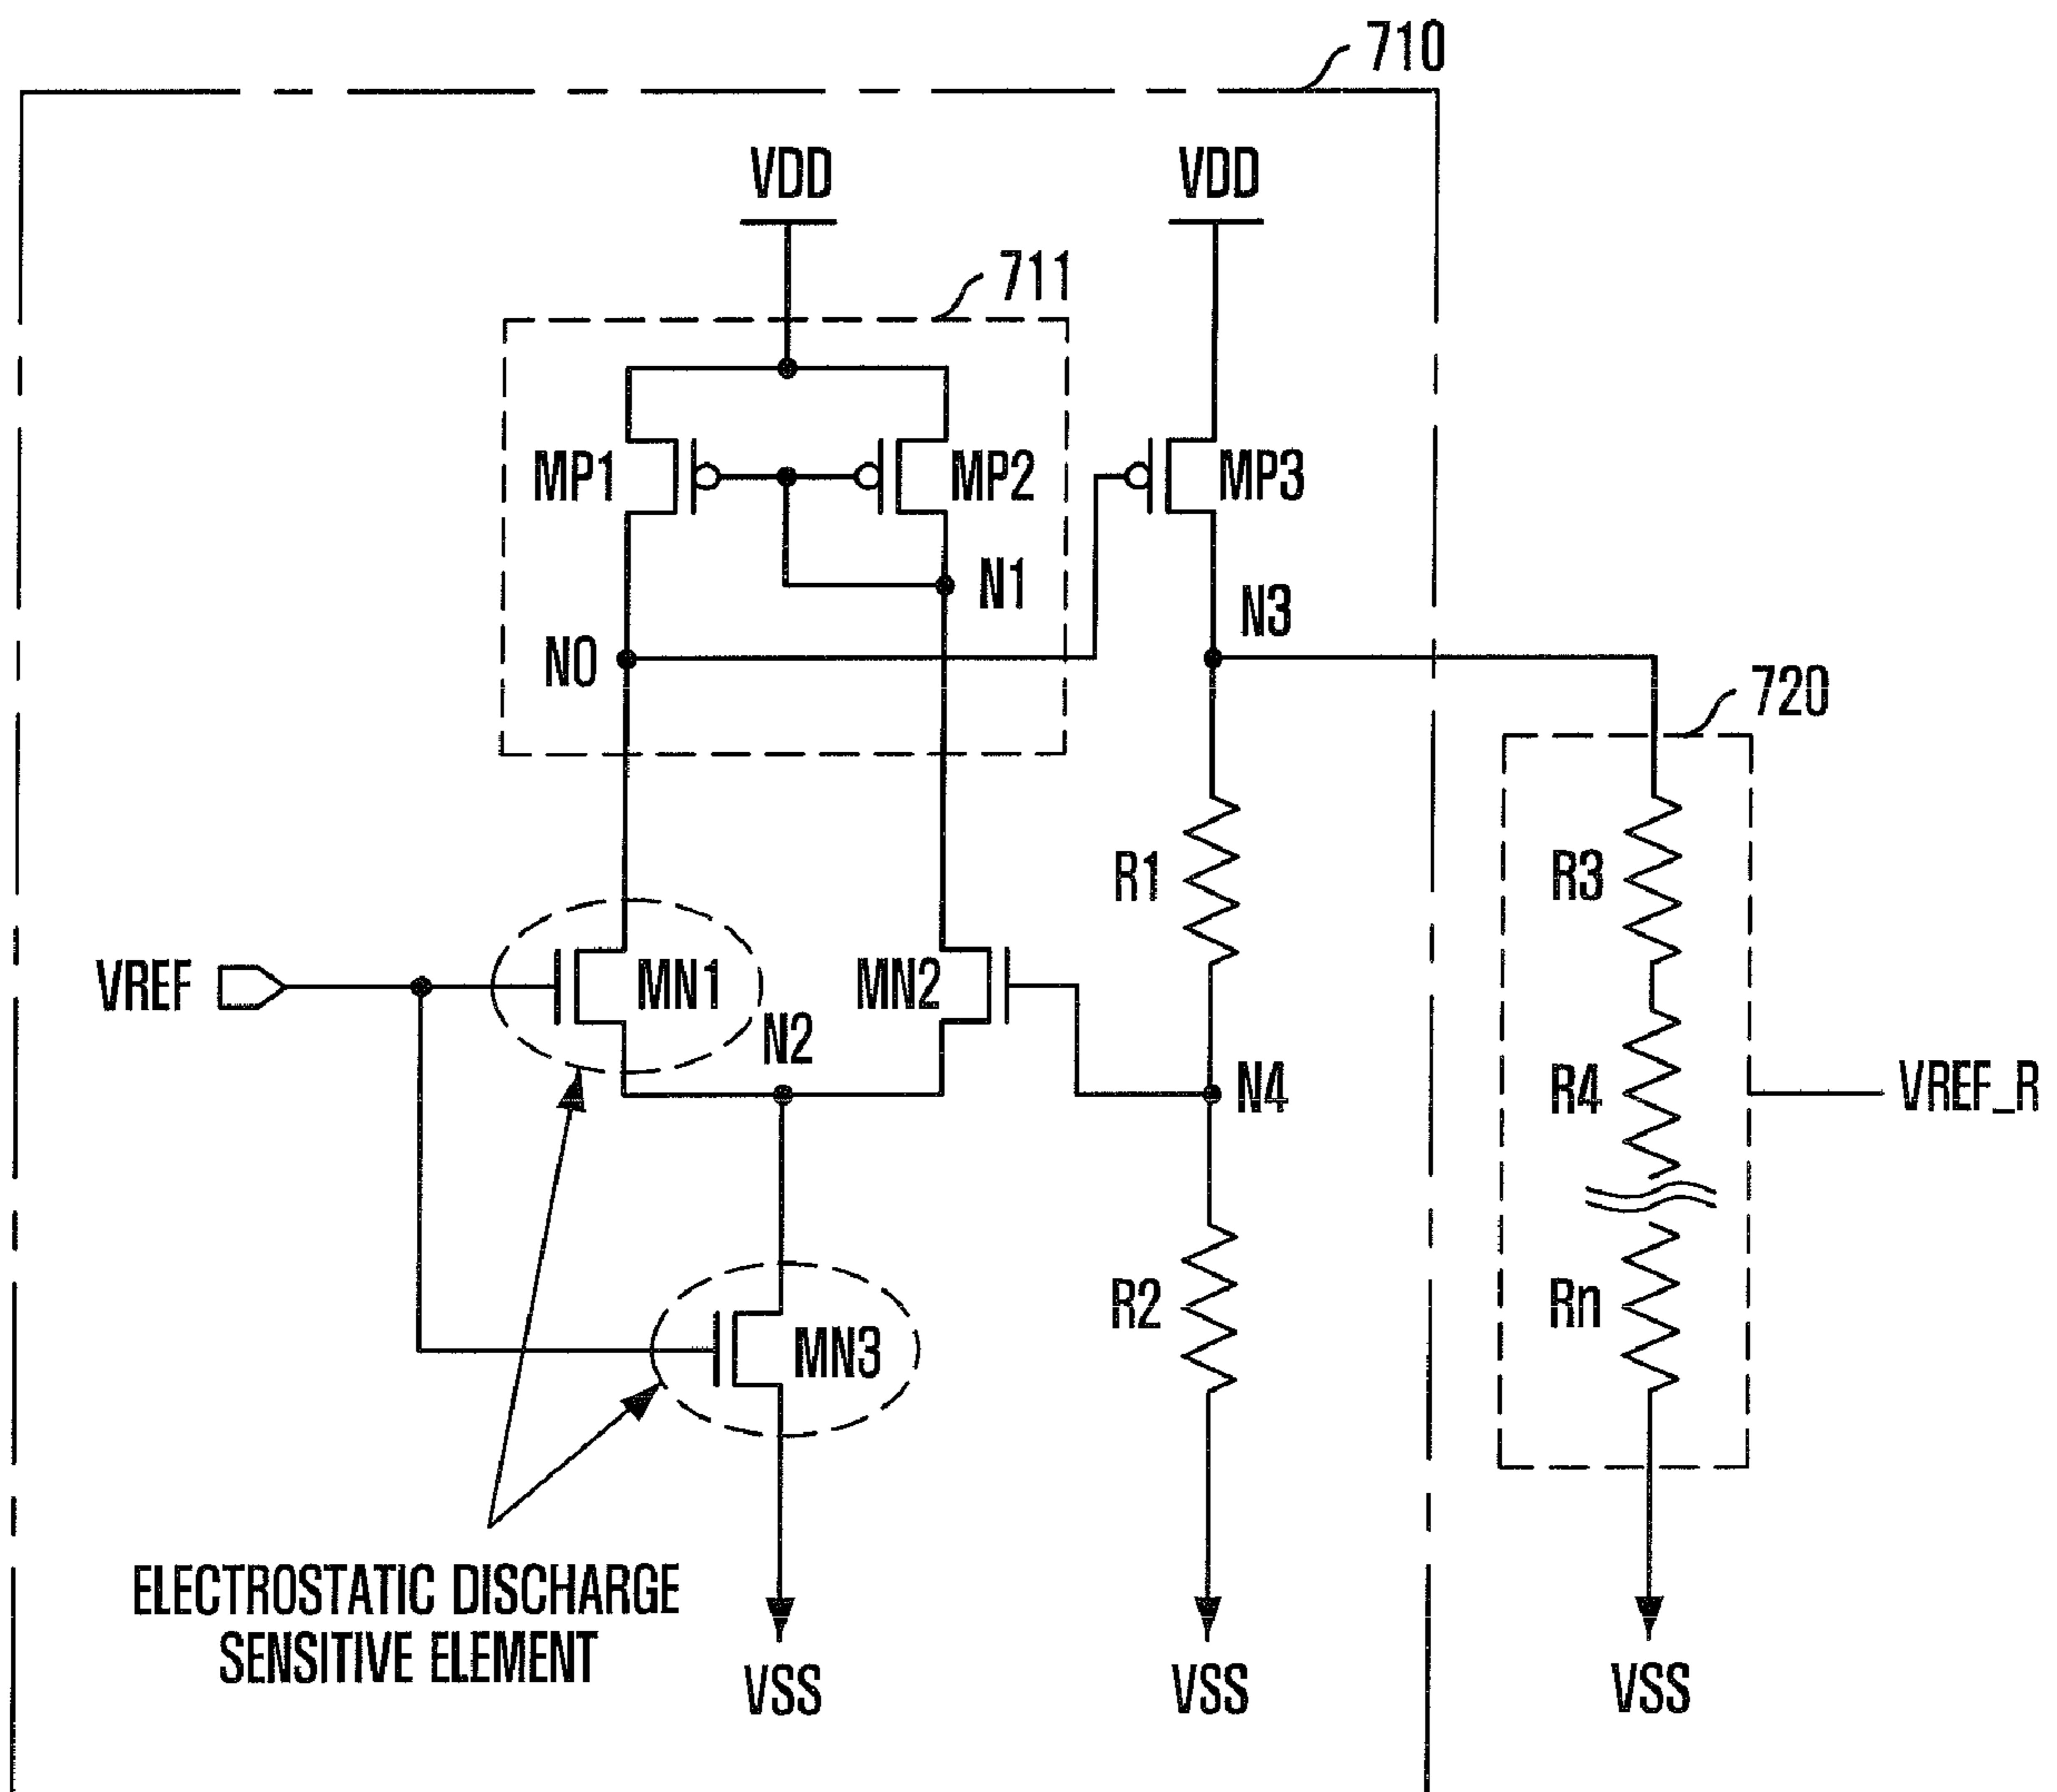 710
VDD
VDD
711
MP1
MP2
MP3
N1
N3
N0
720
R1
R3
VREF
MN1
MN2
N2
N4
R4
VREF_R
R2
Rn
MN3
ELECTROSTATIC DISCHARGE
SENSITIVE ELEMENT
VSS
VSS
VSS